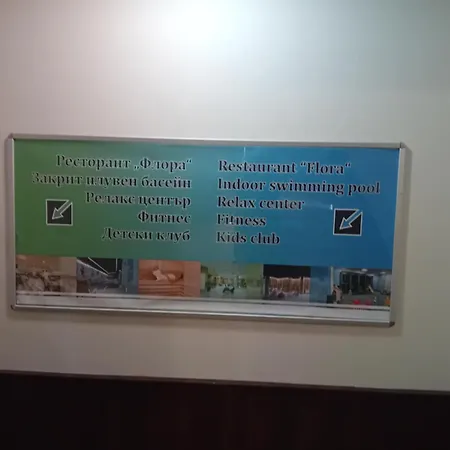 Ресторант „Флора"
Закрит плувен басейн
Релакс център
Фитнес
Детски клуб
Restaurant "Flora"
Indoor swimming pool
Relax center
Fitness
Kids club